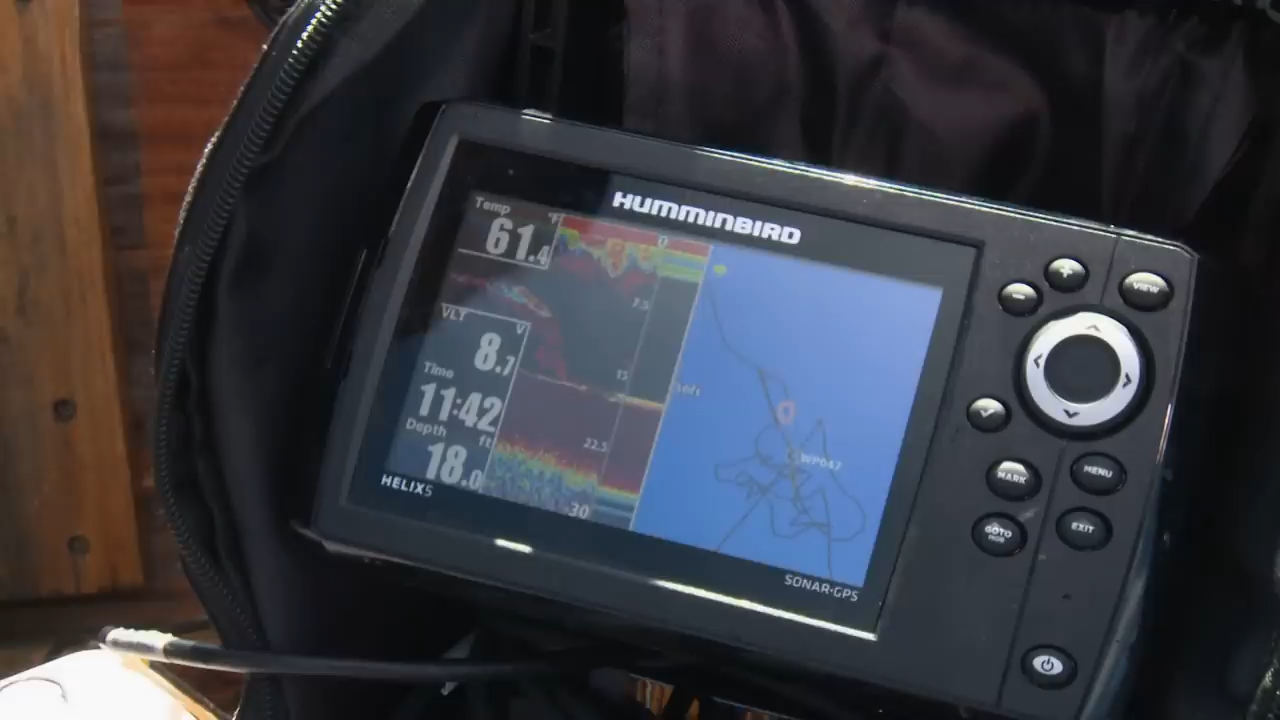 HUMMINBIRD
Temp
°F
61.4
VLT
V
8.7
Time
11:42
Depth
ft
18.0
7.5
15
22.5
30
WP047
HELIX5
SONAR·GPS
+
-
VIEW
MARK
MENU
GOTO
EXIT